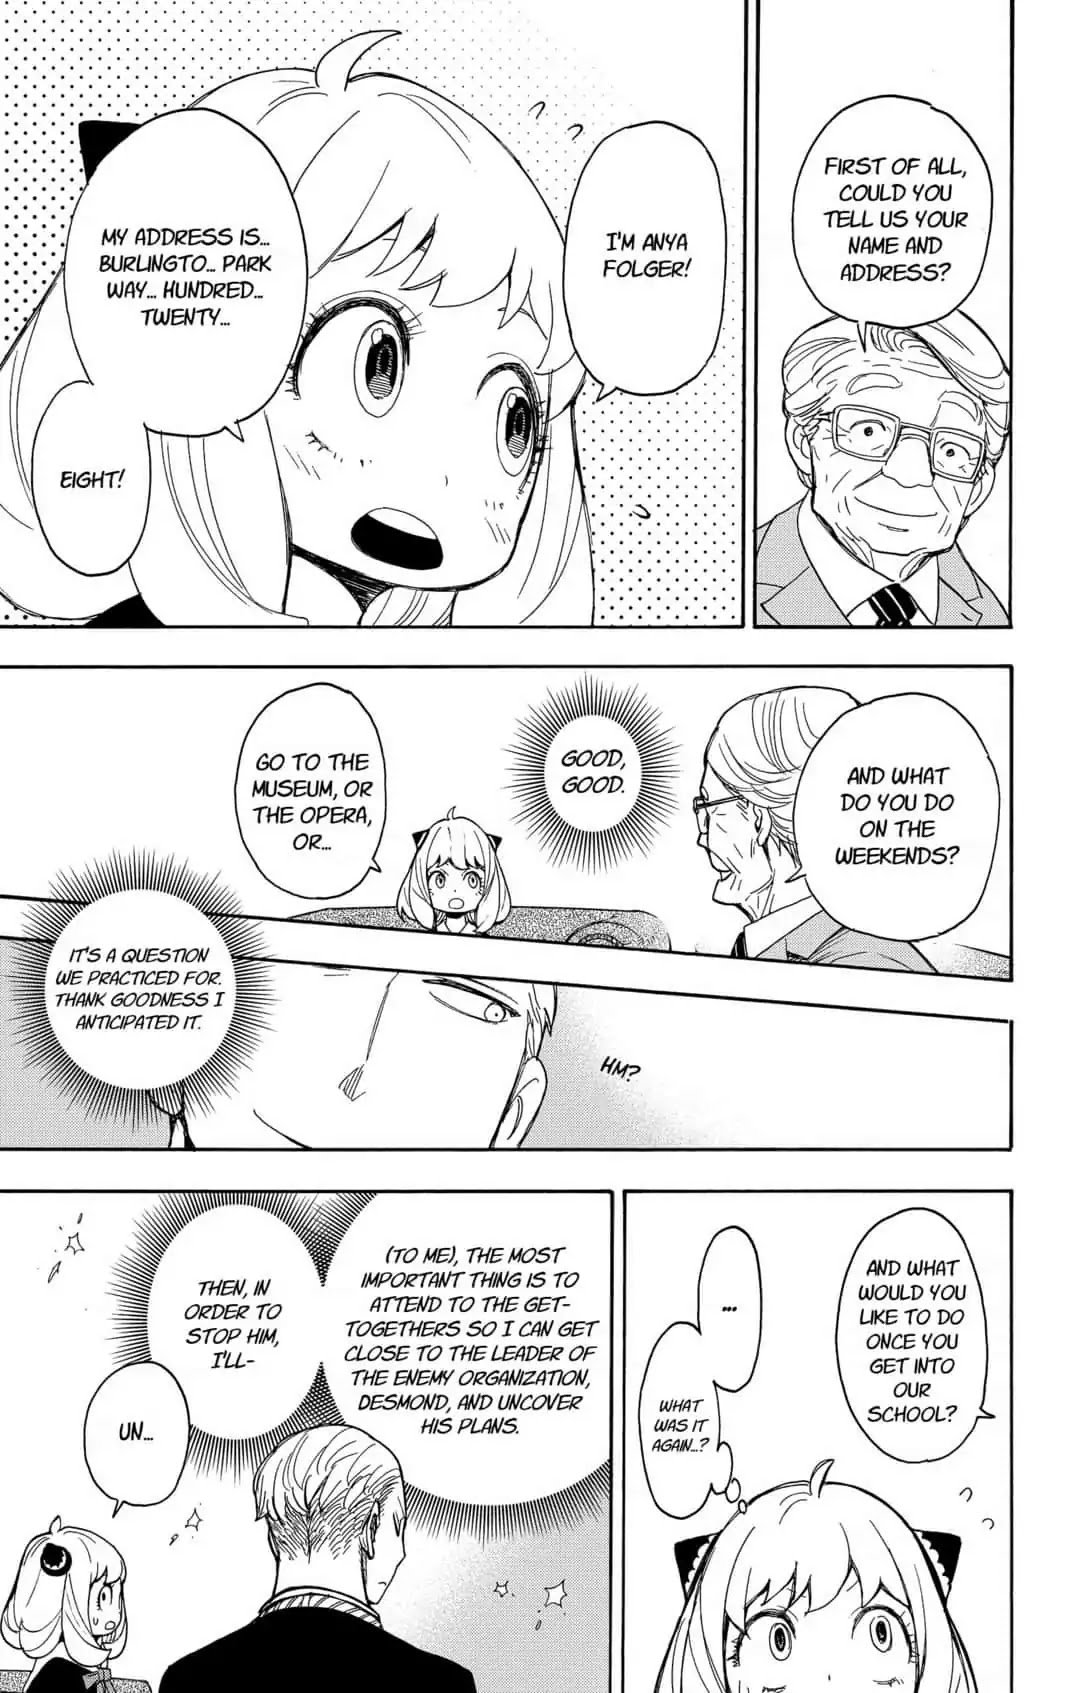 FIRST OF ALL,
COULD YOU
TELL US YOUR
NAME AND
ADDRESS?
I'M ANYA
FOLGER!
MY ADDRESS IS...
BURLINGTO... PARK
WAY... HUNDRED...
TWENTY...
EIGHT!
AND WHAT
DO YOU DO
ON THE
WEEKENDS?
GOOD,
GOOD.
GO TO THE
MUSEUM, OR
THE OPERA,
OR...
HM?
IT'S A QUESTION
WE PRACTICED FOR.
THANK GOODNESS I
ANTICIPATED IT.
AND WHAT
WOULD YOU
LIKE TO DO
ONCE YOU
GET INTO
OUR
SCHOOL?
...
WHAT
WAS IT
AGAIN...?
(TO ME), THE MOST
IMPORTANT THING IS TO
ATTEND TO THE GET-
TOGETHERS SO I CAN GET
CLOSE TO THE LEADER OF
THE ENEMY ORGANIZATION,
DESMOND, AND UNCOVER
HIS PLANS.
THEN, IN
ORDER TO
STOP HIM,
I'LL-
UN...